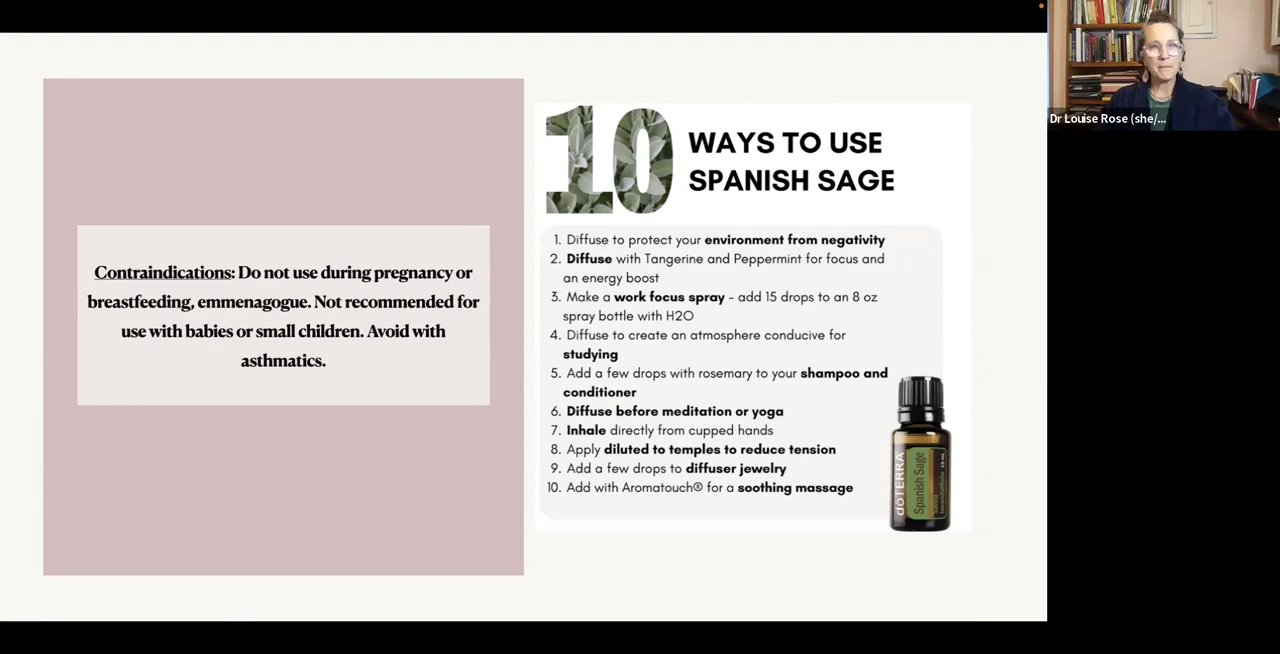 Dr Louise Rose (she/...
Contraindications: Do not use during pregnancy or
breastfeeding, emmenagogue. Not recommended for
use with babies or small children. Avoid with
asthmatics.
10
WAYS TO USE
SPANISH SAGE
1. Diffuse to protect your environment from negativity
2. Diffuse with Tangerine and Peppermint for focus and
an energy boost
3. Make a work focus spray - add 15 drops to an 8 oz
spray bottle with H2O
4. Diffuse to create an atmosphere conducive for
studying
5. Add a few drops with rosemary to your shampoo and
conditioner
6. Diffuse before meditation or yoga
7. Inhale directly from cupped hands
8. Apply diluted to temples to reduce tension
9. Add a few drops to diffuser jewelry
10. Add with Aromatouch® for a soothing massage
dōTERRA
Spanish Sage